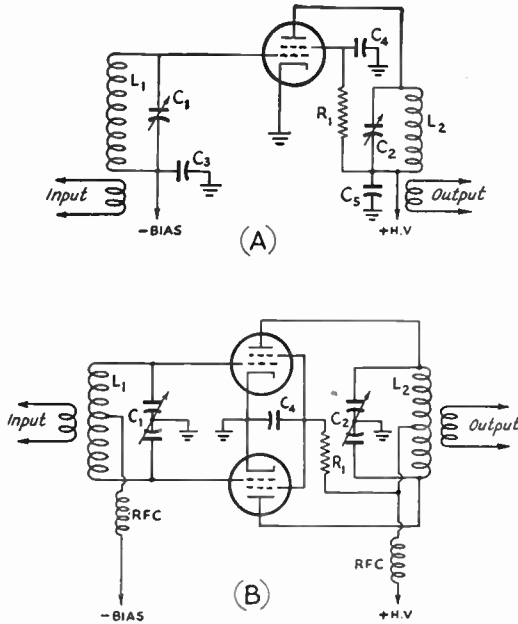 C4
L1
C1
R1
L2
C2
C3
Input
C5
Output
-BIAS
+H.V
(A)
L1
L2
Input
C1
C4
C2
Output
R1
RFC
RFC
-BIAS
+H.V
(B)